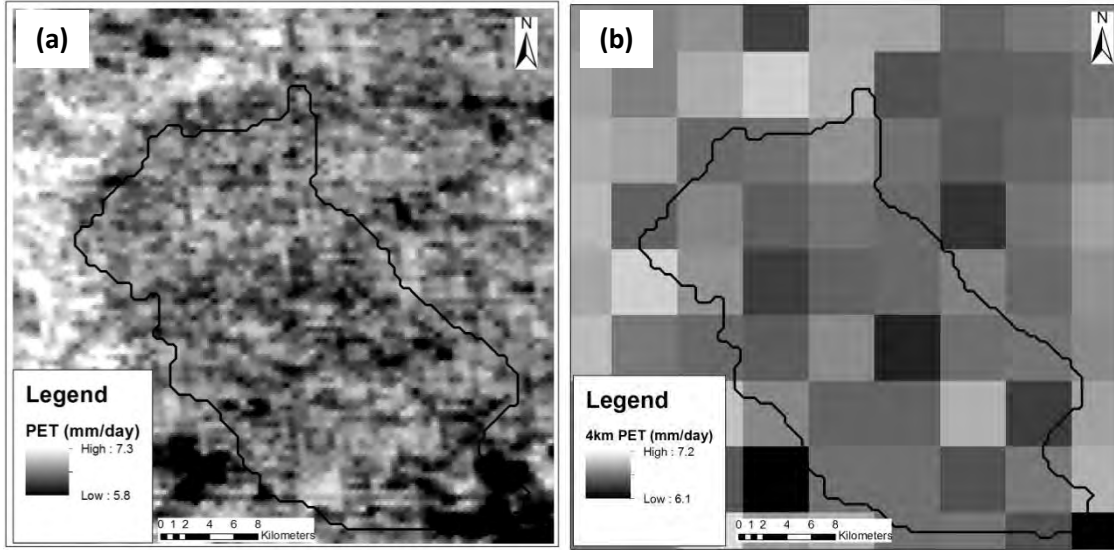 (a)
N
Legend
PET (mm/day)
High : 7.3
Low : 5.8
0 1 2 4 6 8
Kilometers
(b)
N
Legend
4km PET (mm/day)
High : 7.2
Low : 6.1
0 1 2 4 6 8
Kilometers